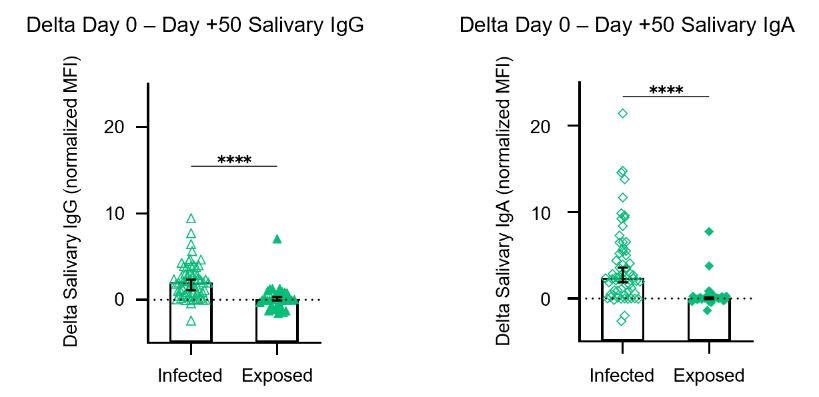 Delta Day 0 – Day +50 Salivary IgG
Delta Salivary IgG (normalized MFI)
20
10
0
****
Infected
Exposed
Delta Day 0 – Day +50 Salivary IgA
Delta Salivary IgA (normalized MFI)
20
10
0
****
Infected
Exposed